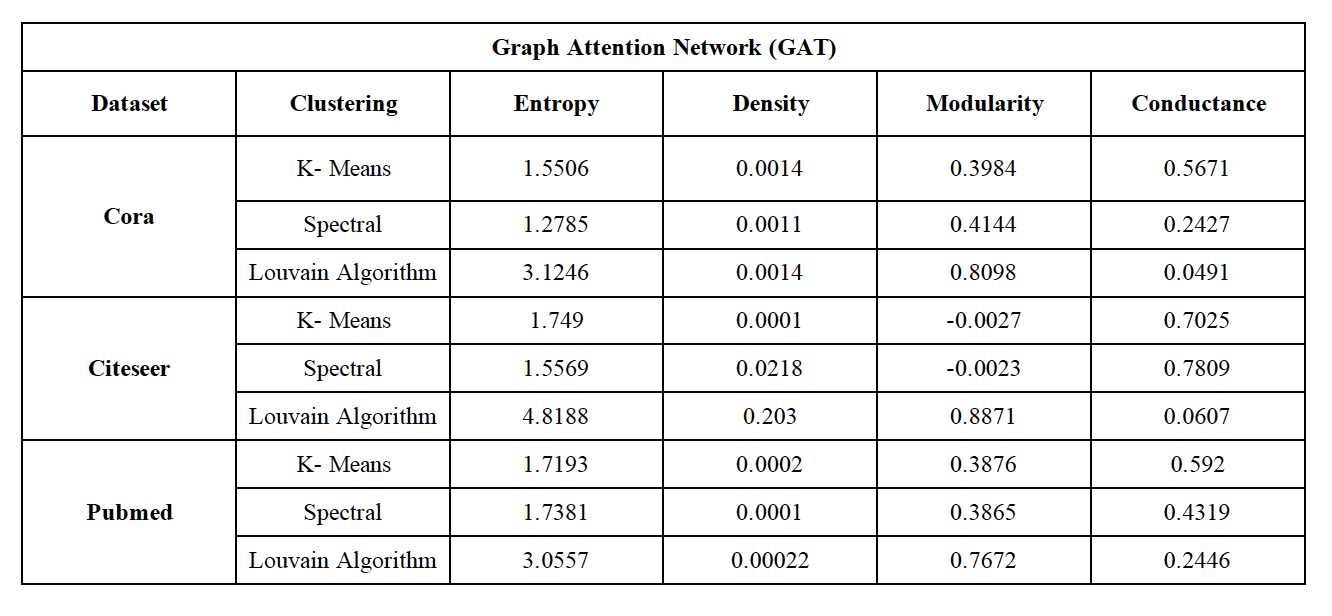 Graph Attention Network (GAT)
Dataset Clustering Entropy Density Modularity Conductance
Cora
K- Means 1.5506 0.0014 0.3984 0.5671
Spectral 1.2785 0.0011 0.4144 0.2427
Louvain Algorithm 3.1246 0.0014 0.8098 0.0491
Citeseer
K- Means 1.749 0.0001 -0.0027 0.7025
Spectral 1.5569 0.0218 -0.0023 0.7809
Louvain Algorithm 4.8188 0.203 0.8871 0.0607
Pubmed
K- Means 1.7193 0.0002 0.3876 0.592
Spectral 1.7381 0.0001 0.3865 0.4319
Louvain Algorithm 3.0557 0.00022 0.7672 0.2446